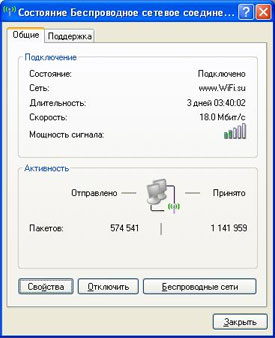 Состояние Беспроводное сетевое соедине...
Общие Поддержка
Подключение
Состояние: Подключено
Сеть: www.WiFi.su
Длительность: 3 дней 03:40:02
Скорость: 18.0 Мбит/с
Мощность сигнала:
Активность
Отправлено Принято
Пакетов: 574 541 1 141 959
Свойства Отключить Беспроводные сети
Закрыть